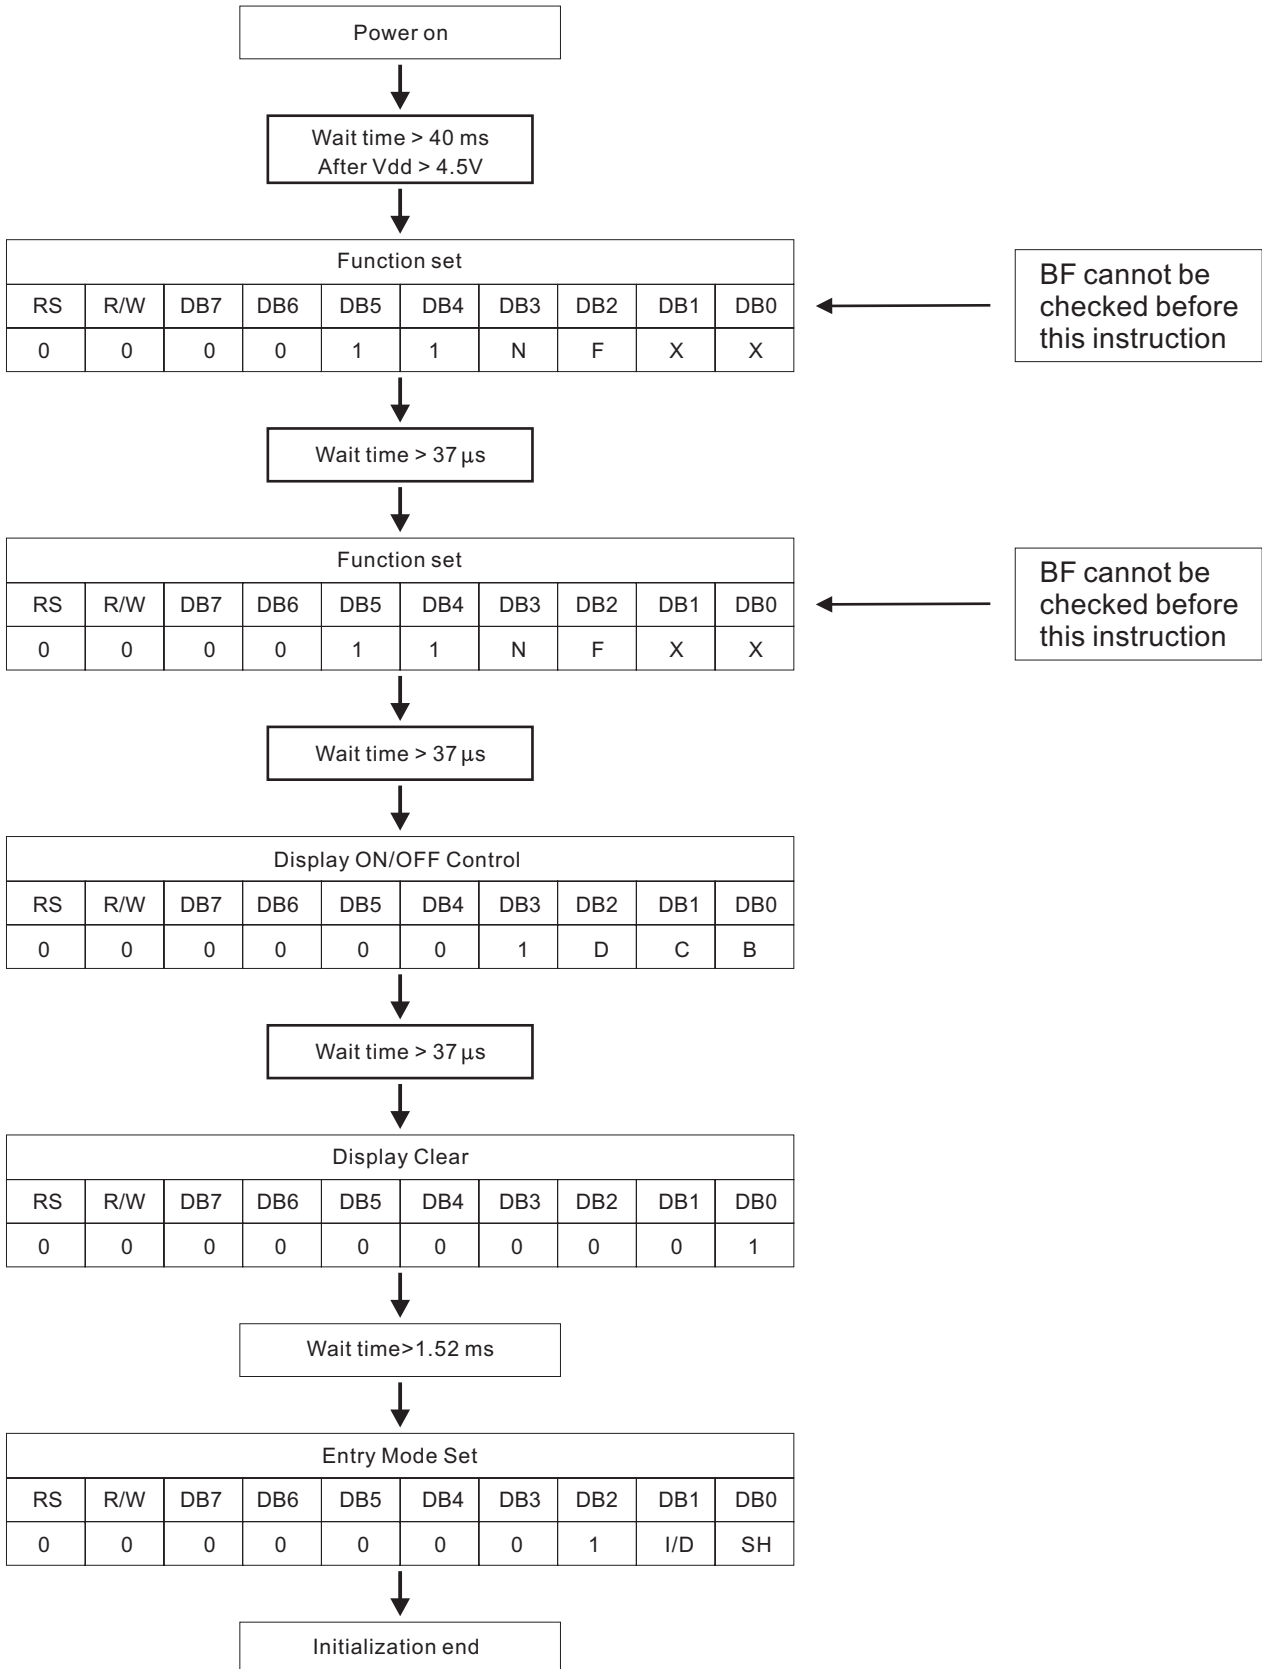 Power on
Wait time > 40 ms
After Vdd > 4.5V
Function set
RS R/W DB7 DB6 DB5 DB4 DB3 DB2 DB1 DB0
0 0 0 0 1 1 N F X X
BF cannot be
checked before
this instruction
Wait time > 37 μs
Function set
RS R/W DB7 DB6 DB5 DB4 DB3 DB2 DB1 DB0
0 0 0 0 1 1 N F X X
BF cannot be
checked before
this instruction
Wait time > 37 μs
Display ON/OFF Control
RS R/W DB7 DB6 DB5 DB4 DB3 DB2 DB1 DB0
0 0 0 0 0 0 1 D C B
Wait time > 37 μs
Display Clear
RS R/W DB7 DB6 DB5 DB4 DB3 DB2 DB1 DB0
0 0 0 0 0 0 0 0 0 1
Wait time>1.52 ms
Entry Mode Set
RS R/W DB7 DB6 DB5 DB4 DB3 DB2 DB1 DB0
0 0 0 0 0 0 0 1 I/D SH
Initialization end